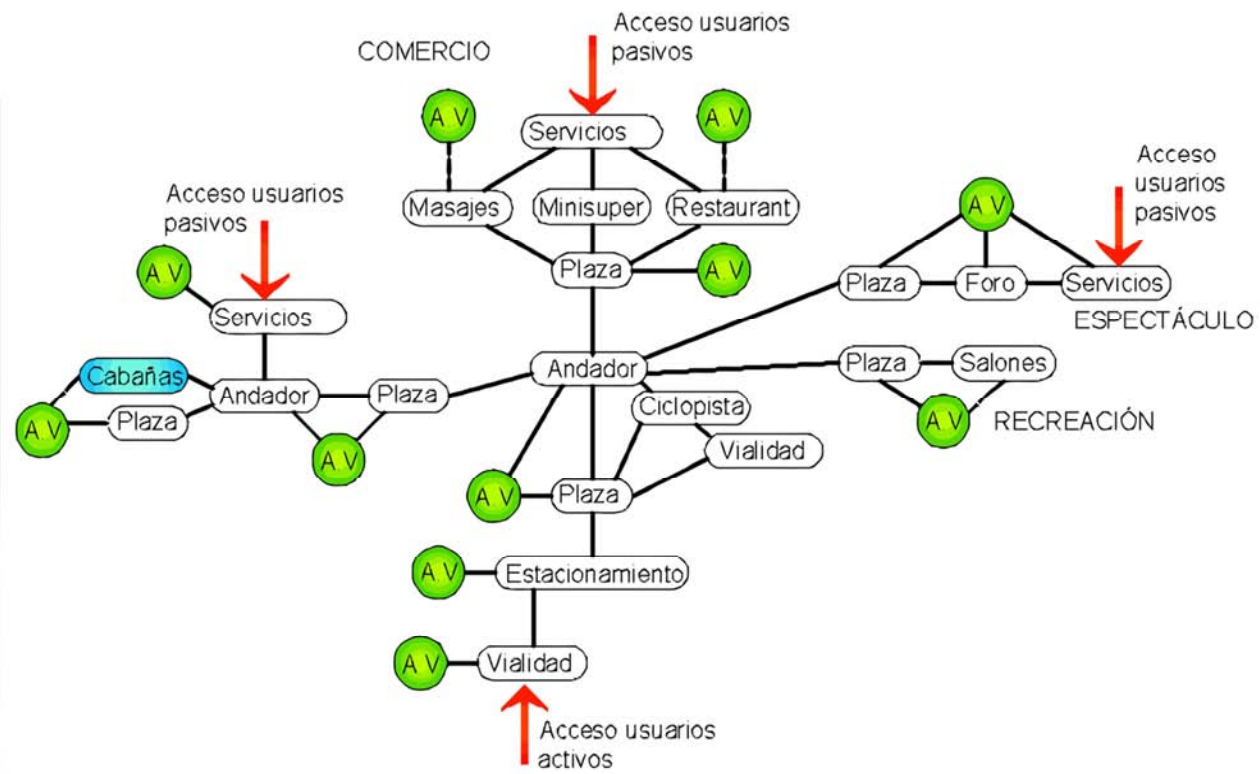 Acceso usuarios
pasivos
COMERCIO
A.V
A.V
Servicios
Acceso
usuarios
pasivos
Acceso usuarios
pasivos
Masajes
Minisuper
Restaurant
A.V
A.V
Plaza
A.V
Plaza
Foro
Servicios
Servicios
ESPECTÁCULO
Cabañas
Andador
Plaza
Salones
Andador
Plaza
Ciclopista
A.V
Plaza
A.V
RECREACIÓN
A.V
Vialidad
A.V
Plaza
A.V
Estacionamiento
A.V
Vialidad
Acceso usuarios
activos